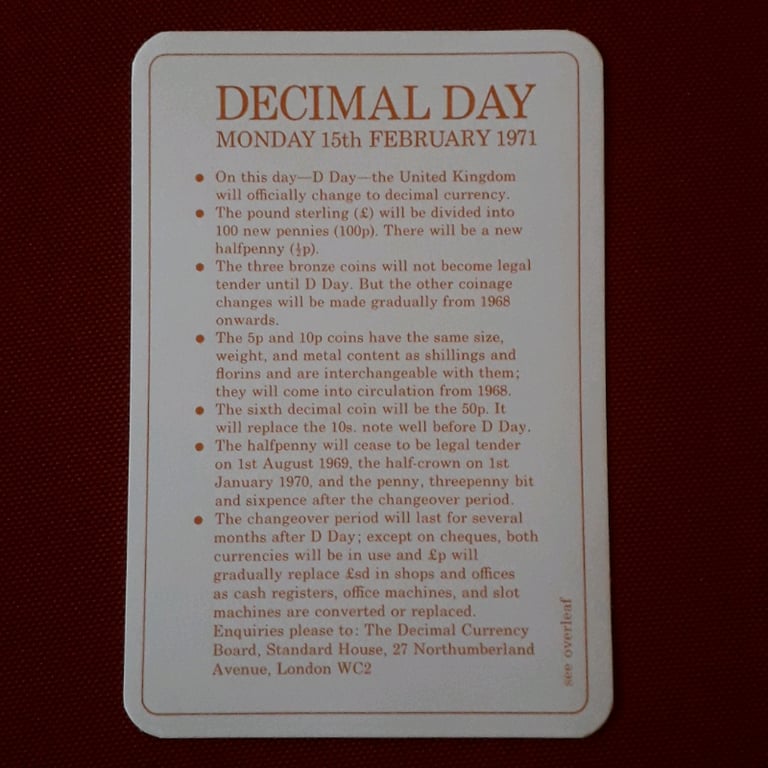 DECIMAL DAY
MONDAY 15th FEBRUARY 1971
● On this day—D Day—the United Kingdom
will officially change to decimal currency.
● The pound sterling (£) will be divided into
100 new pennies (100p). There will be a new
halfpenny (½p).
● The three bronze coins will not become legal
tender until D Day. But the other coinage
changes will be made gradually from 1968
onwards.
● The 5p and 10p coins have the same size,
weight, and metal content as shillings and
florins and are interchangeable with them;
they will come into circulation from 1968.
● The sixth decimal coin will be the 50p. It
will replace the 10s. note well before D Day.
● The halfpenny will cease to be legal tender
on 1st August 1969, the half-crown on 1st
January 1970, and the penny, threepenny bit
and sixpence after the changeover period.
● The changeover period will last for several
months after D Day; except on cheques, both
currencies will be in use and £p will
gradually replace £sd in shops and offices
as cash registers, office machines, and slot
machines are converted or replaced.
Enquiries please to: The Decimal Currency
Board, Standard House, 27 Northumberland
Avenue, London WC2
see overleaf